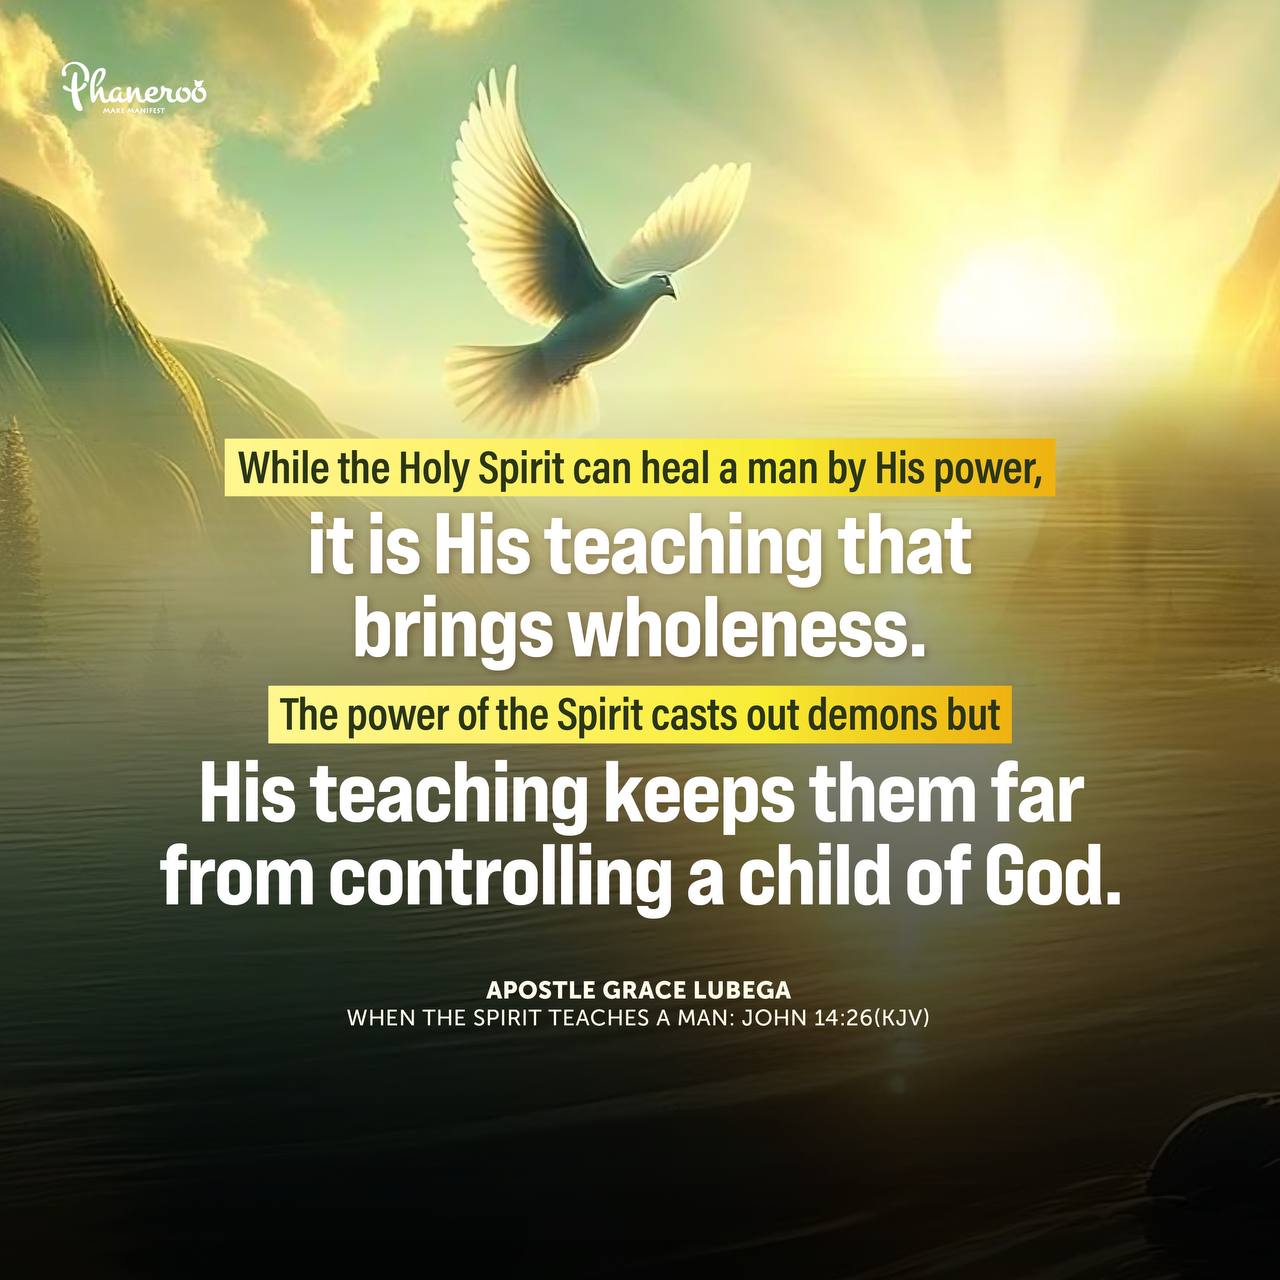 Phaneroo
MAKE MANIFEST
While the Holy Spirit can heal a man by His power,
it is His teaching that
brings wholeness.
The power of the Spirit casts out demons but
His teaching keeps them far
from controlling a child of God.
APOSTLE GRACE LUBEGA
WHEN THE SPIRIT TEACHES A MAN: JOHN 14:26(KJV)